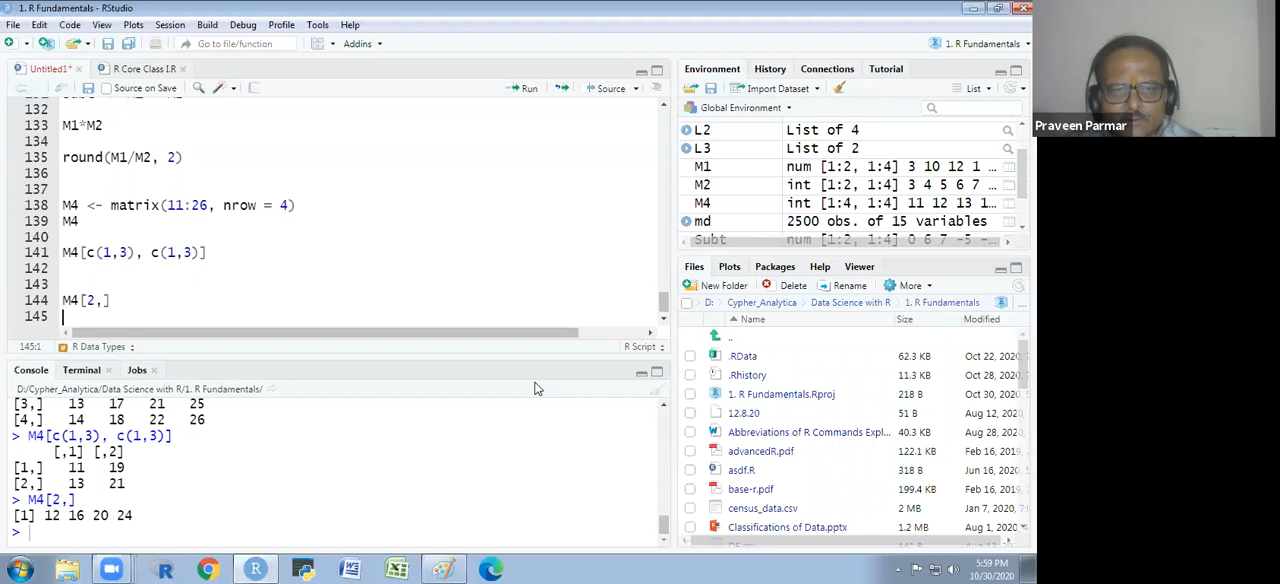 1. R Fundamentals - RStudio
File Edit Code View Plots Session Build Debug Profile Tools Help
Go to file/function Addins 1. R Fundamentals
Untitled1* × R Core Class I.R ×
Source on Save Run Source
132
133 M1*M2
134
135 round(M1/M2, 2)
136
137
138 M4 <- matrix(11:26, nrow = 4)
139 M4
140
141 M4[c(1,3), c(1,3)]
142
143
144 M4[2,]
145
145:1 R Data Types R Script
Console Terminal × Jobs ×
D:/Cypher_Analytica/Data Science with R/1. R Fundamentals/
[3,] 13 17 21 25
[4,] 14 18 22 26
> M4[c(1,3), c(1,3)]
[,1] [,2]
[1,] 11 19
[2,] 13 21
> M4[2,]
[1] 12 16 20 24
>
Environment History Connections Tutorial
Import Dataset List
Global Environment
L2 List of 4
L3 List of 2
M1 num [1:2, 1:4] 3 10 12 1 ...
M2 int [1:2, 1:4] 3 4 5 6 7 ...
M4 int [1:4, 1:4] 11 12 13 1...
md 2500 obs. of 15 variables
Subt num [1:2, 1:4] 0 6 7 -5 -...
Files Plots Packages Help Viewer
New Folder Delete Rename More
D: Cypher_Analytica Data Science with R 1. R Fundamentals ...
Name Size Modified
..
.RData 62.3 KB Oct 22, 2020,
.Rhistory 11.3 KB Oct 28, 2020,
1. R Fundamentals.Rproj 218 B Oct 30, 2020,
12.8.20 51 B Aug 12, 2020,
Abbreviations of R Commands Expl... 40.3 KB Aug 28, 2020,
advancedR.pdf 122.1 KB Feb 16, 2019,
asdf.R 318 B Jun 16, 2020,
base-r.pdf 199.4 KB Feb 16, 2019,
census_data.csv 2 MB Jan 7, 2020,
Classifications of Data.pptx 1.2 MB Aug 1, 2020,
Praveen Parmar
5:59 PM
10/30/2020